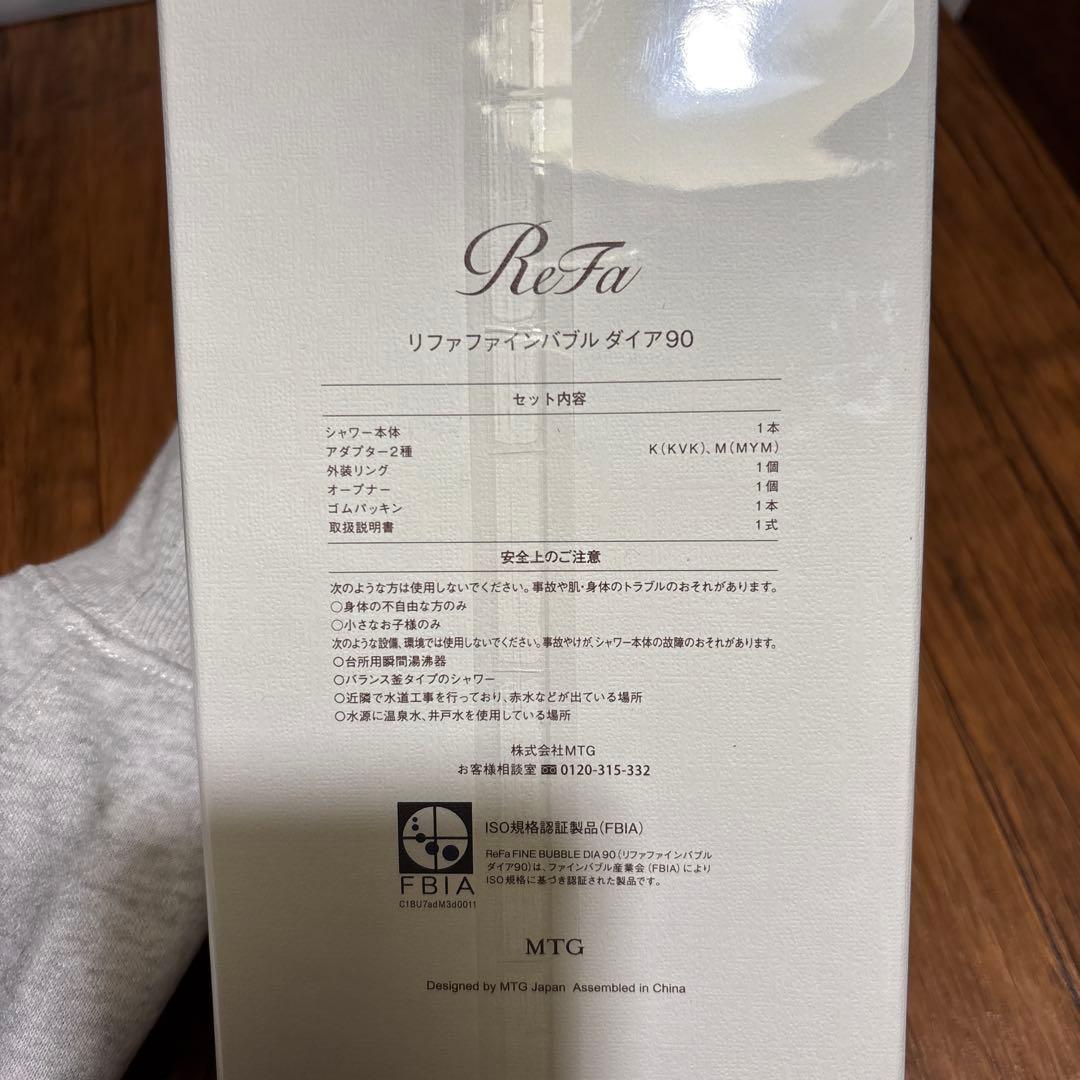 ReFa
リファファインバブル ダイア90
セット内容
シャワー本体 1本
アダプター2種 K(KVK)、M(MYM)
外装リング 1個
オープナー 1個
ゴムパッキン 1本
取扱説明書 1式
安全上のご注意
次のような方は使用しないでください。事故や肌・身体のトラブルのおそれがあります。
○身体の不自由な方のみ
○小さなお子様のみ
次のような設備、環境では使用しないでください。事故やけが、シャワー本体の故障のおそれがあります。
○台所用瞬間湯沸器
○バランス釜タイプのシャワー
○近隣で水道工事を行っており、赤水などが出ている場所
○水源に温泉水、井戸水を使用している場所
株式会社MTG
お客様相談室 0120-315-332
ISO規格認証製品(FBIA)
ReFa FINE BUBBLE DIA 90(リファファインバブル
ダイア90)は、ファインバブル産業会(FBIA)により
ISO規格に基づき認証された製品です。
FBIA
C1BU7adM3d0011
MTG
Designed by MTG Japan Assembled in China